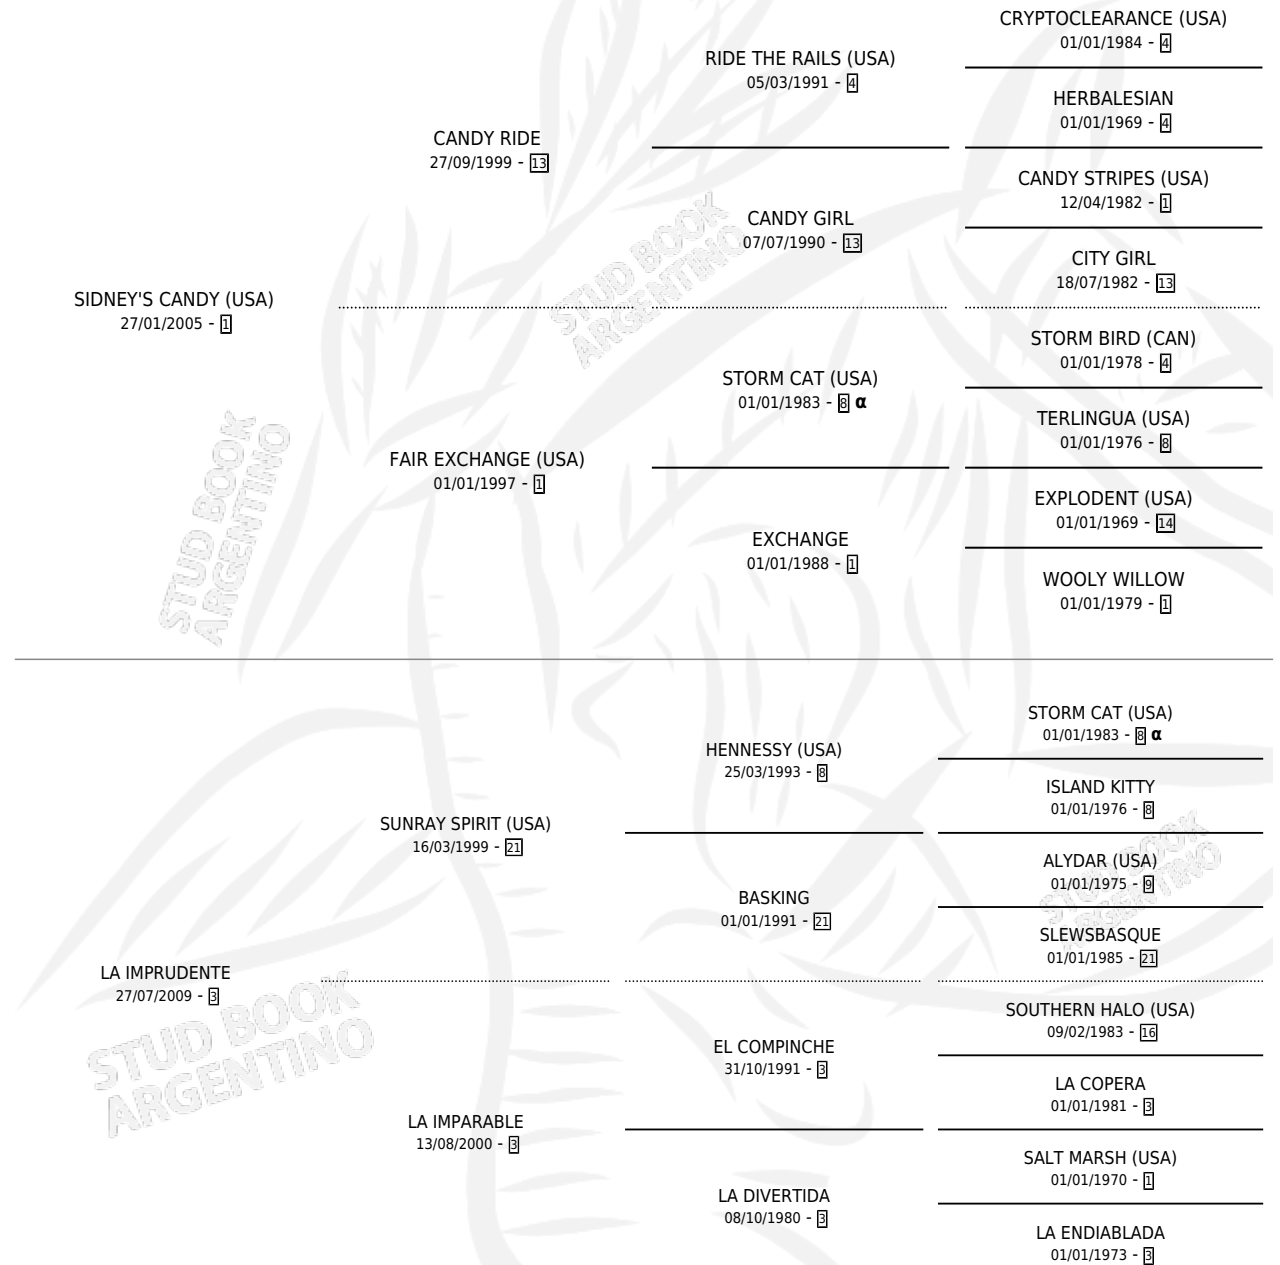 CRYPTOCLEARANCE (USA)
01/01/1984 - 4
RIDE THE RAILS (USA)
05/03/1991 - 4
HERBALESIAN
01/01/1969 - 4
CANDY RIDE
27/09/1999 - 13
CANDY STRIPES (USA)
12/04/1982 - 1
CANDY GIRL
07/07/1990 - 13
CITY GIRL
18/07/1982 - 13
SIDNEY'S CANDY (USA)
27/01/2005 - 1
STORM BIRD (CAN)
01/01/1978 - 4
STORM CAT (USA)
01/01/1983 - 8 α
TERLINGUA (USA)
01/01/1976 - 8
FAIR EXCHANGE (USA)
01/01/1997 - 1
EXPLODENT (USA)
01/01/1969 - 14
EXCHANGE
01/01/1988 - 1
WOOLY WILLOW
01/01/1979 - 1
STUD BOOK
ARGENTINO
STUD BOOK
ARGENTINO
STORM CAT (USA)
01/01/1983 - 8 α
HENNESSY (USA)
25/03/1993 - 8
ISLAND KITTY
01/01/1976 - 8
SUNRAY SPIRIT (USA)
16/03/1999 - 21
ALYDAR (USA)
01/01/1975 - 9
BASKING
01/01/1991 - 21
SLEWSBASQUE
01/01/1985 - 21
LA IMPRUDENTE
27/07/2009 - 3
SOUTHERN HALO (USA)
09/02/1983 - 16
EL COMPINCHE
31/10/1991 - 3
LA COPERA
01/01/1981 - 3
LA IMPARABLE
13/08/2000 - 3
SALT MARSH (USA)
01/01/1970 - 1
LA DIVERTIDA
08/10/1980 - 3
LA ENDIABLADA
01/01/1973 - 3
STUD BOOK
ARGENTINO
STUD BOOK
ARGENTINO